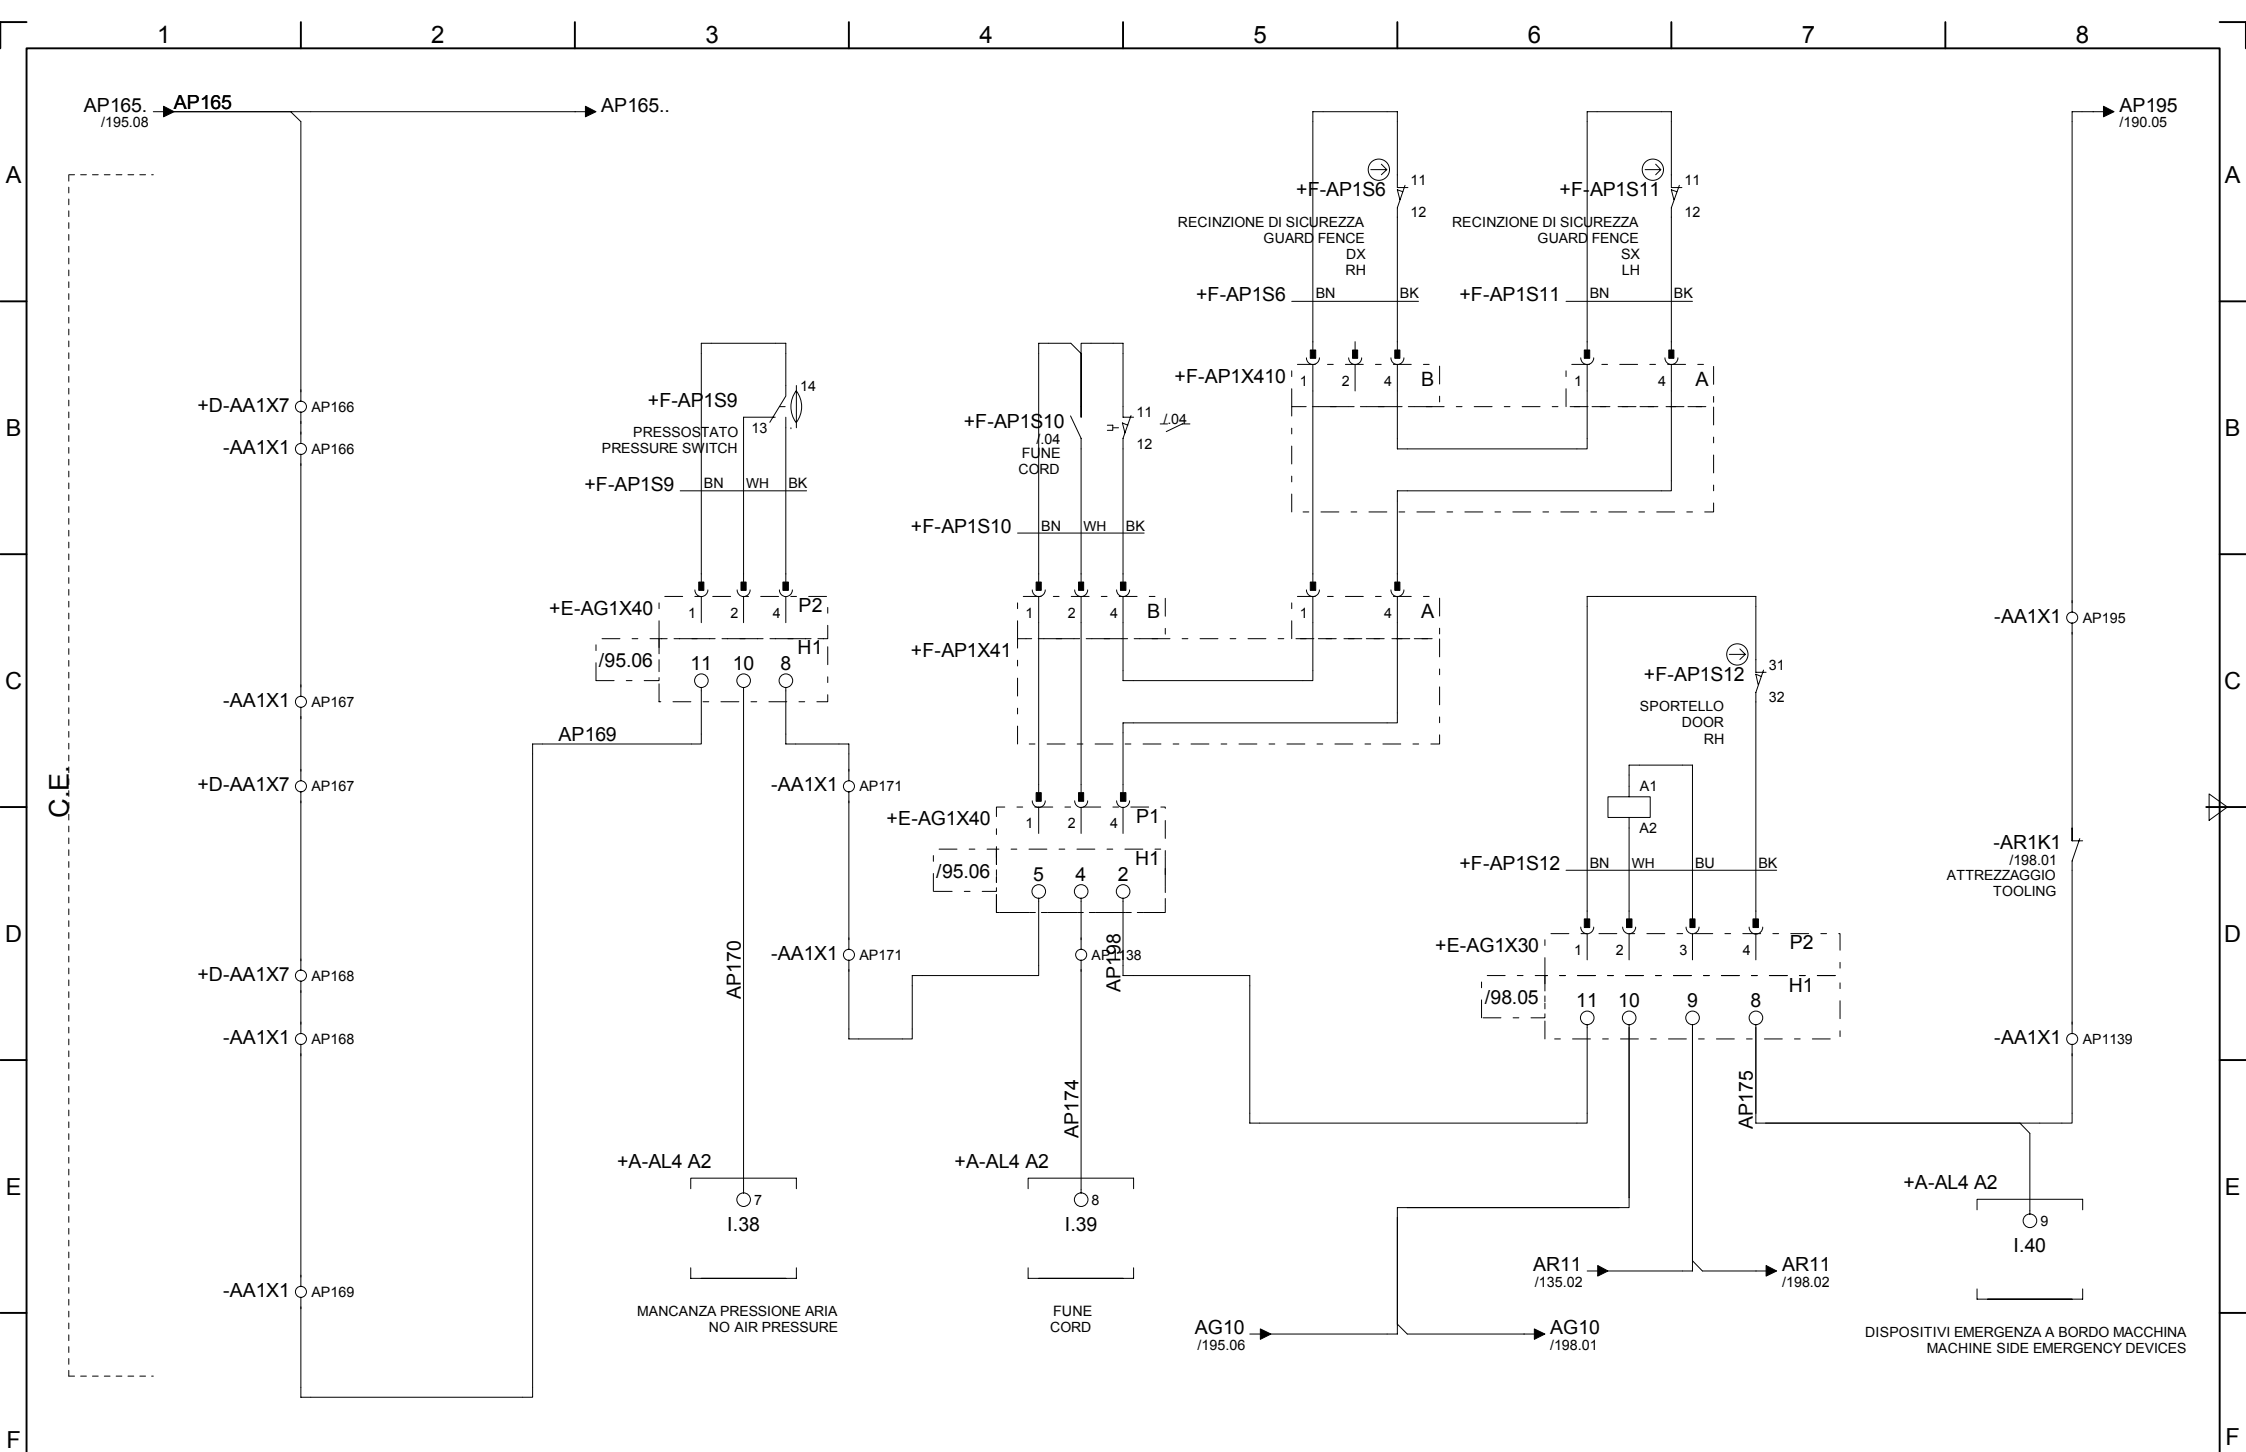 1 2 3 4 5 6 7 8
AP165.
/195.08
AP165
AP165..
AP195
/190.05
A
A
+F-AP1S6
11
12
RECINZIONE DI SICUREZZA
GUARD FENCE
DX
RH
+F-AP1S11
11
12
RECINZIONE DI SICUREZZA
GUARD FENCE
SX
LH
+F-AP1S6 BN BK
+F-AP1S11 BN BK
+F-AP1X410 1 2 4 B
1 4 A
B
B
+D-AA1X7 AP166
-AA1X1 AP166
+F-AP1S9
14
13
PRESSOSTATO
PRESSURE SWITCH
+F-AP1S9 BN WH BK
+F-AP1S10
/.04
FUNE
CORD
11
12
/.04
+F-AP1S10 BN WH BK
+E-AG1X40 1 2 4 P2
H1
/95.06
11 10 8
1 2 4 B
1 4 A
+F-AP1X41
C
C
-AA1X1 AP167
+D-AA1X7 AP167
C.E.
AP169
-AA1X1 AP171
+F-AP1S12
31
32
SPORTELLO
DOOR
RH
A1
A2
-AA1X1 AP195
+E-AG1X40 1 2 4 P1
H1
/95.06
5 4 2
+F-AP1S12 BN WH BU BK
-AR1K1
/198.01
ATTREZZAGGIO
TOOLING
D
D
+D-AA1X7 AP168
-AA1X1 AP168
AP170
-AA1X1 AP171
AP1138
AP198
+E-AG1X30 1 2 3 4 P2
H1
/98.05
11 10 9 8
-AA1X1 AP1139
AP174
AP175
E
E
+A-AL4 A2
7
I.38
MANCANZA PRESSIONE ARIA
NO AIR PRESSURE
+A-AL4 A2
8
I.39
FUNE
CORD
+A-AL4 A2
9
I.40
DISPOSITIVI EMERGENZA A BORDO MACCHINA
MACHINE SIDE EMERGENCY DEVICES
-AA1X1 AP169
AR11
/135.02
AR11
/198.02
AG10
/195.06
AG10
/198.01
F
F